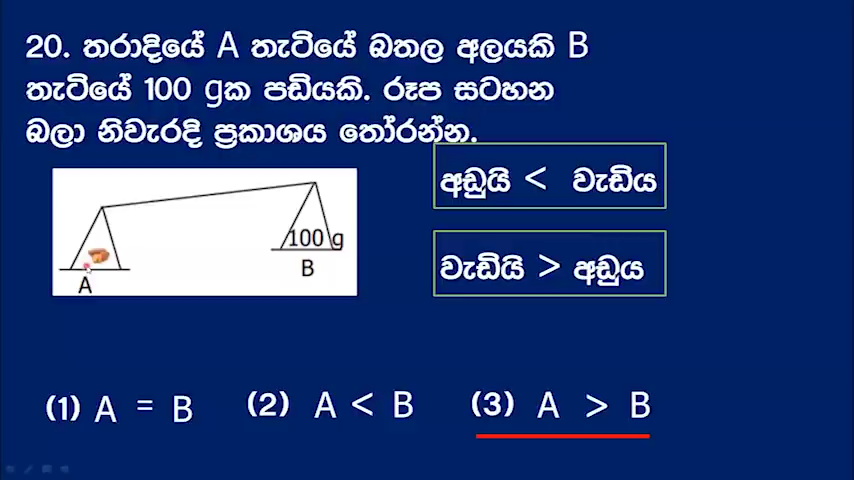 20. තරාදියේ A තැටියේ බතල අලයකි B
තැටියේ 100 gක පඩියකි. රූප සටහන
බලා නිවැරදි ප්‍රකාශය තෝරන්න.
අඩුයි < වැඩිය
වැඩියි > අඩුය
100 g
A
B
(1) A = B (2) A < B (3) A > B